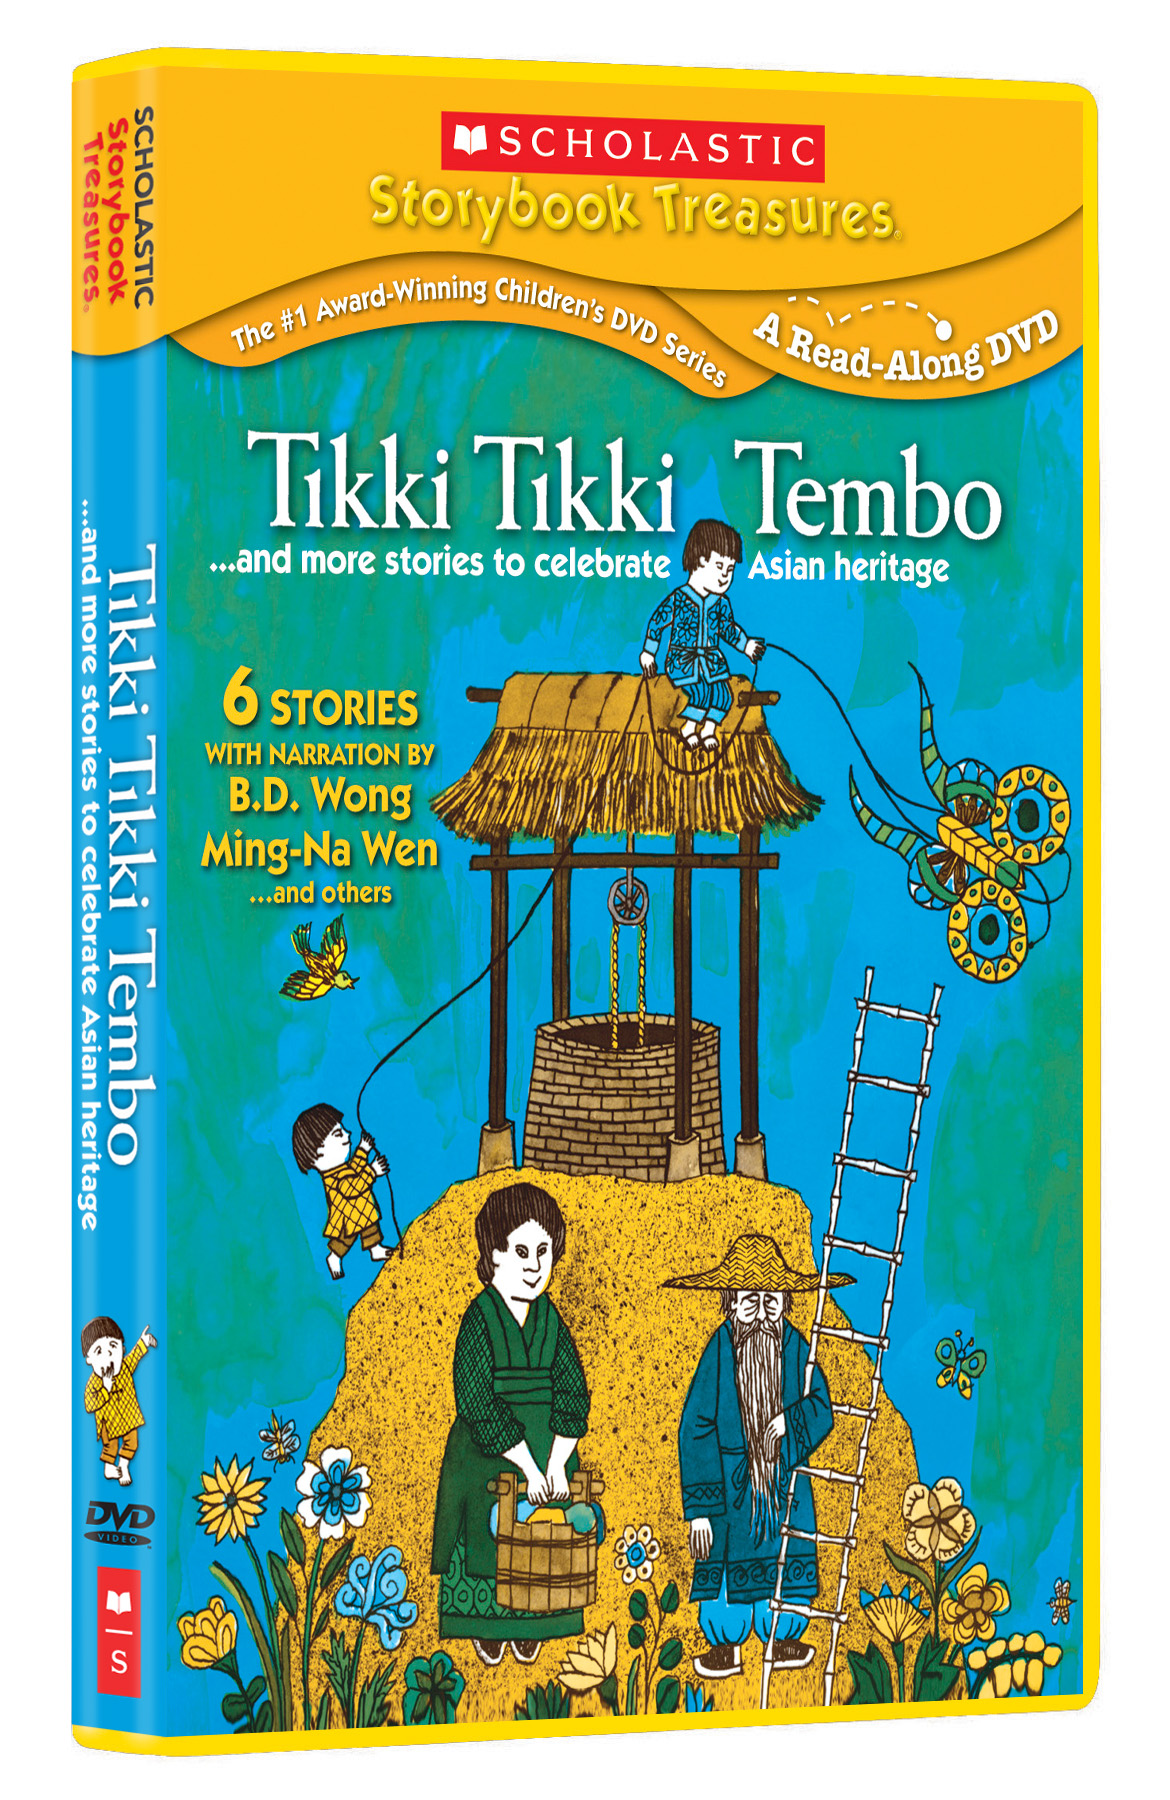 SCHOLASTIC
Storybook Treasures®
The #1 Award-Winning Children's DVD Series
A Read-Along DVD
Tikki Tikki Tembo
...and more stories to celebrate Asian heritage
6 STORIES
WITH NARRATION BY
B.D. Wong
Ming-Na Wen
...and others
SCHOLASTIC
Storybook
Treasures®
Tikki Tikki Tembo
...and more stories to celebrate Asian heritage
DVD
VIDEO
S